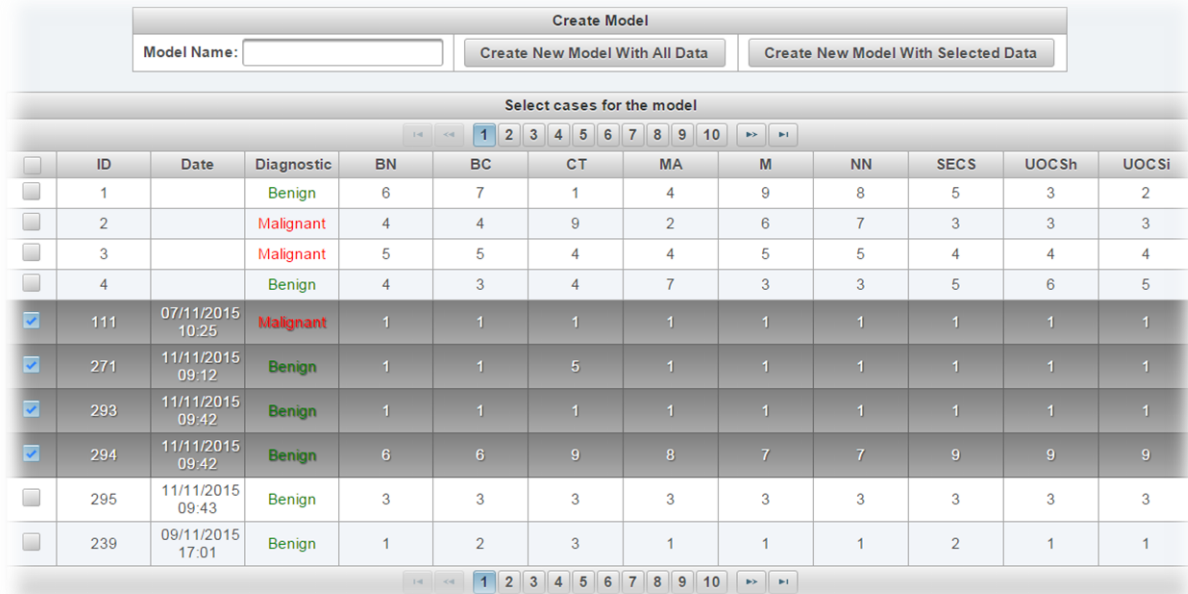 Create Model
Model Name: Create New Model With All Data Create New Model With Selected Data
Select cases for the model
1 2 3 4 5 6 7 8 9 10
ID Date Diagnostic BN BC CT MA M NN SECS UOCSh UOCSi
1 Benign 6 7 1 4 9 8 5 3 2
2 Malignant 4 4 9 2 6 7 3 3 3
3 Malignant 5 5 4 4 5 5 4 4 4
4 Benign 4 3 4 7 3 3 5 6 5
111 07/11/2015 10:25 Malignant 1 1 1 1 1 1 1 1 1
271 11/11/2015 09:12 Benign 1 1 5 1 1 1 1 1 1
293 11/11/2015 09:42 Benign 1 1 1 1 1 1 1 1 1
294 11/11/2015 09:42 Benign 6 6 9 8 7 7 9 9 9
295 11/11/2015 09:43 Benign 3 3 3 3 3 3 3 3 3
239 09/11/2015 17:01 Benign 1 2 3 1 1 1 2 1 1
1 2 3 4 5 6 7 8 9 10